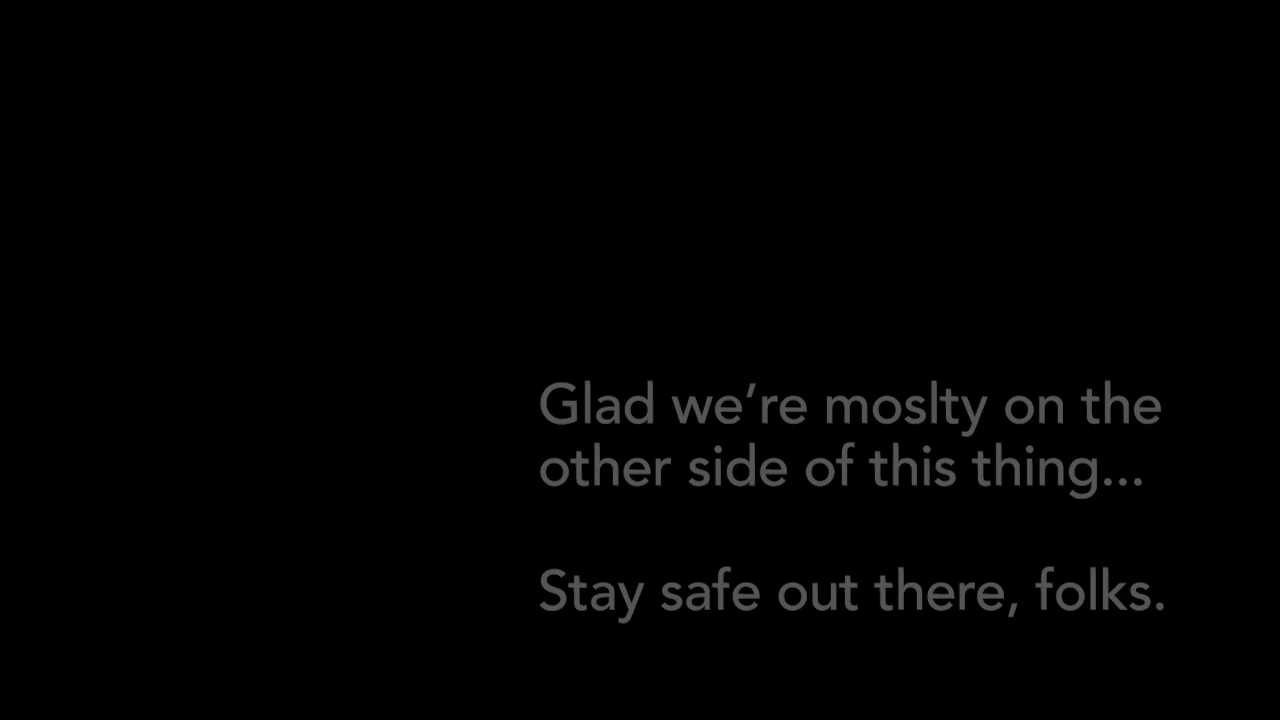 Glad we’re moslty on the
other side of this thing...
Stay safe out there, folks.